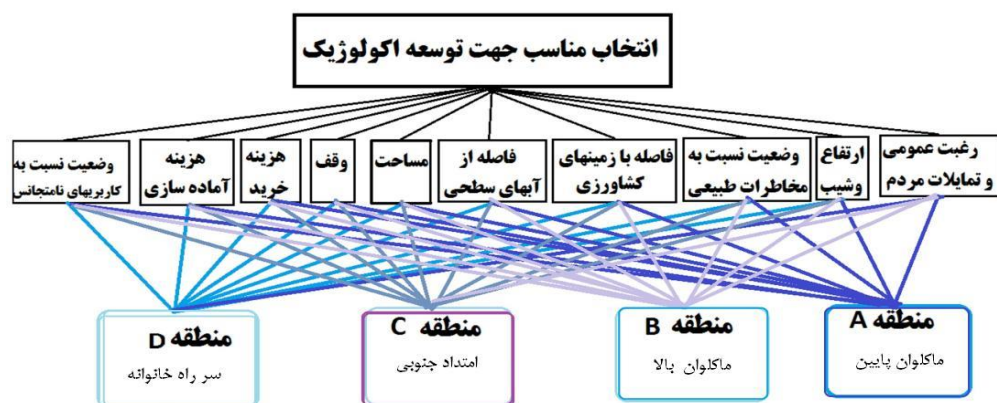 انتخاب مناسب جهت توسعه اکولوژیک
رغبت عمومی
و تمایلات مردم
ارتفاع
وشیب
وضعیت نسبت به
مخاطرات طبیعی
فاصله با زمینهای
کشاورزی
فاصله از
آبهای سطحی
مساحت
وقف
هزینه
خرید
هزینه
آماده سازی
وضعیت نسبت به
کاربریهای نامتجانس
منطقه A
ماکلوان پایین
منطقه B
ماکلوان بالا
منطقه C
امتداد جنوبی
منطقه D
سر راه خانوانه